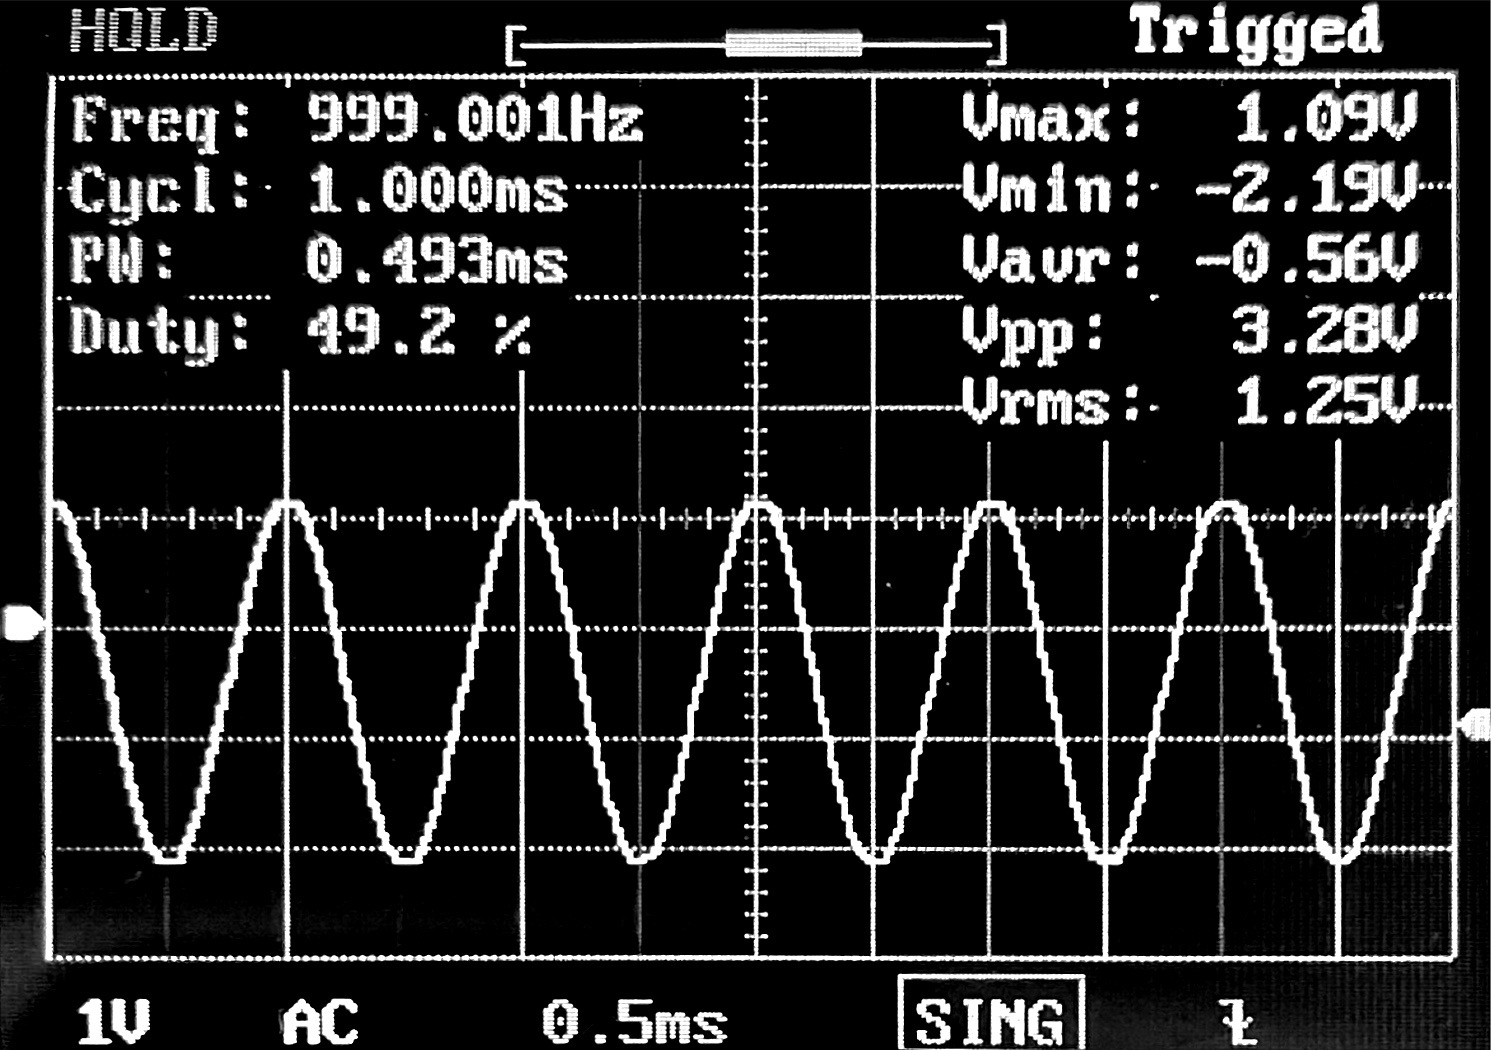 HOLD Trigged
Freq: 999.001Hz Vmax: 1.09V
Cycl: 1.000ms Vmin: -2.19V
PW: 0.493ms Vavr: -0.56V
Duty: 49.2 % Vpp: 3.28V
Vrms: 1.25V
1V AC 0.5ms SING